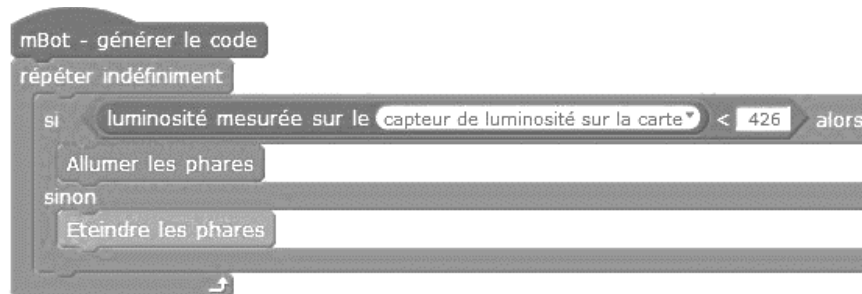 mBot - générer le code
répéter indéfiniment
si luminosité mesurée sur le capteur de luminosité sur la carte < 426 alors
Allumer les phares
sinon
Eteindre les phares